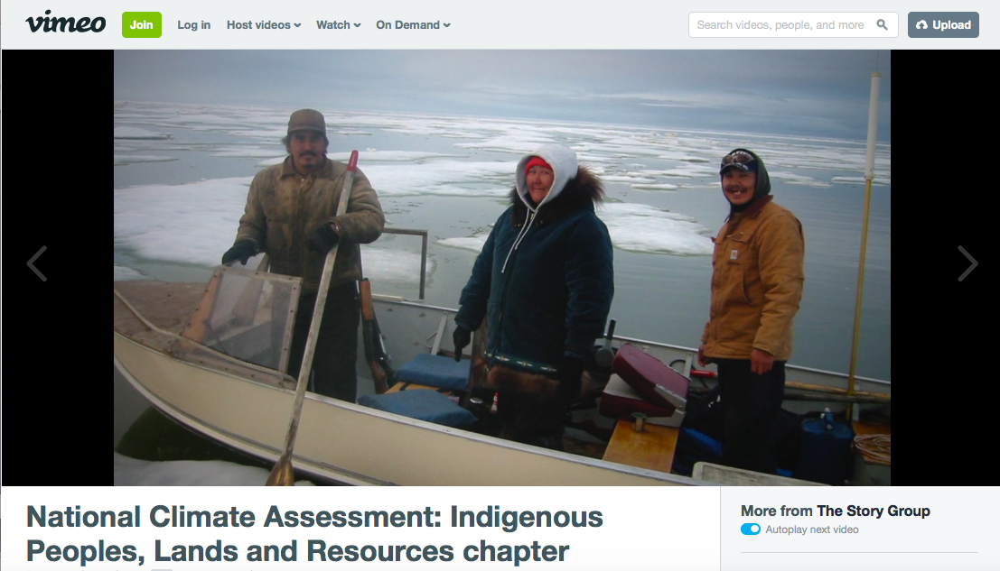 vimeo Join Log in Host videos Watch On Demand Search videos, people, and more Upload
National Climate Assessment: Indigenous
Peoples, Lands and Resources chapter
More from The Story Group
Autoplay next video